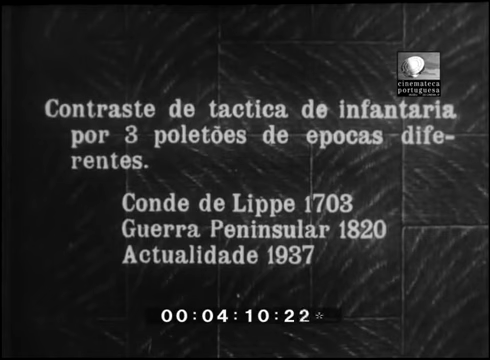 cinemateca
portuguesa
Contraste de tactica de infantaria
por 3 poletões de epocas dife-
rentes.
Conde de Lippe 1703
Guerra Peninsular 1820
Actualidade 1937
00:04:10:22*